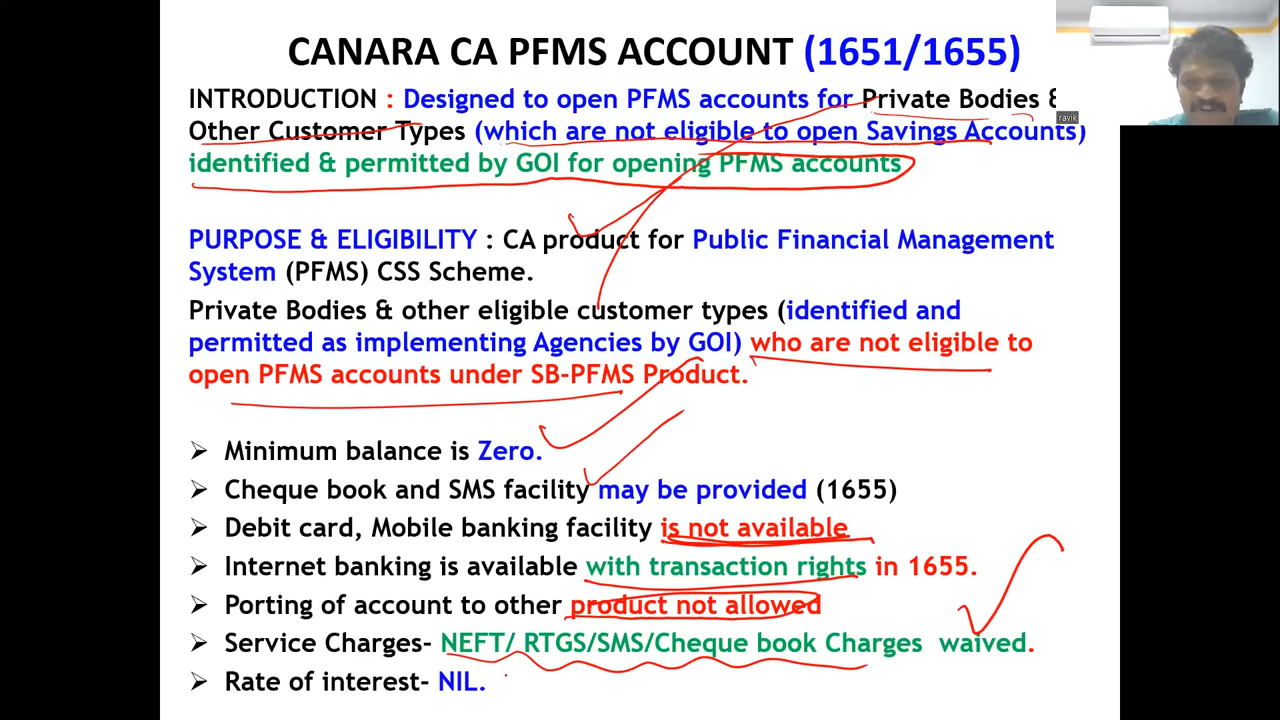 CANARA CA PFMS ACCOUNT (1651/1655)
INTRODUCTION : Designed to open PFMS accounts for Private Bodies &
Other Customer Types (which are not eligible to open Savings Accounts)
identified & permitted by GOI for opening PFMS accounts
PURPOSE & ELIGIBILITY : CA product for Public Financial Management
System (PFMS) CSS Scheme.
Private Bodies & other eligible customer types (identified and
permitted as implementing Agencies by GOI) who are not eligible to
open PFMS accounts under SB-PFMS Product.
➢ Minimum balance is Zero.
➢ Cheque book and SMS facility may be provided (1655)
➢ Debit card, Mobile banking facility is not available
➢ Internet banking is available with transaction rights in 1655.
➢ Porting of account to other product not allowed
➢ Service Charges- NEFT/ RTGS/SMS/Cheque book Charges waived.
➢ Rate of interest- NIL.
ravik